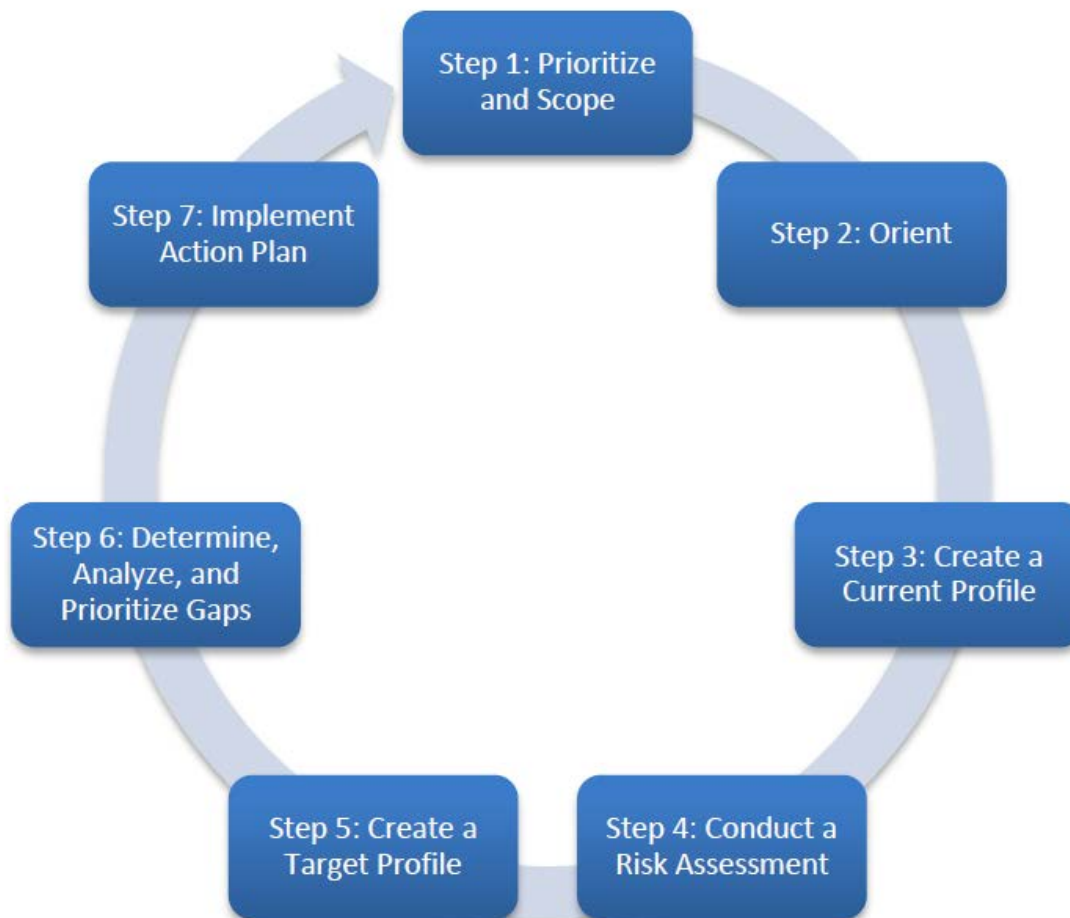 Step 1: Prioritize
and Scope
Step 2: Orient
Step 3: Create a
Current Profile
Step 4: Conduct a
Risk Assessment
Step 5: Create a
Target Profile
Step 6: Determine,
Analyze, and
Prioritize Gaps
Step 7: Implement
Action Plan